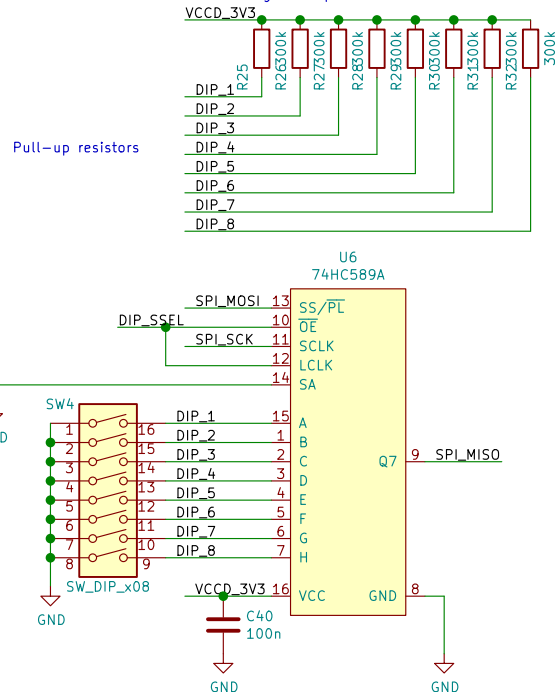 VCCD_3V3
R25 300k
R26 300k
R27 300k
R28 300k
R29 300k
R30 300k
R31 300k
R32 300k
DIP_1
DIP_2
DIP_3
DIP_4
DIP_5
DIP_6
DIP_7
DIP_8
Pull-up resistors
U6
74HC589A
SPI_MOSI 13 SS/PL
DIP_SSEL 10 OE
SPI_SCK 11 SCLK
12 LCLK
14 SA
SW4
1 16 DIP_1 15 A
2 15 DIP_2 1 B
3 14 DIP_3 2 C
4 13 DIP_4 3 D
5 12 DIP_5 4 E
6 11 DIP_6 5 F
7 10 DIP_7 6 G
8 9 DIP_8 7 H
Q7 9 SPI_MISO
SW_DIP_x08
VCCD_3V3 16 VCC
GND 8
GND
C40
100n
GND
GND
D